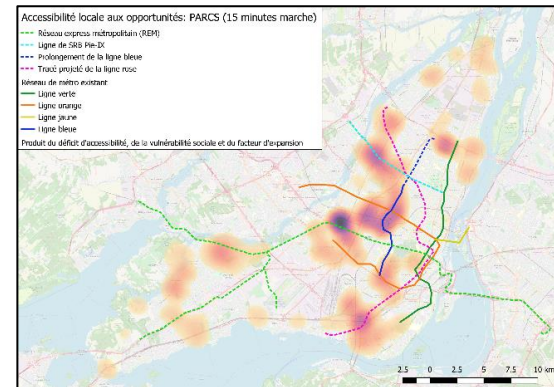 Accessibilité locale aux opportunités: PARCS (15 minutes marche)
Réseau express métropolitain (REM)
Ligne de SRB Pie-IX
Prolongement de la ligne bleue
Tracé projeté de la ligne rose
Réseau de métro existant
Ligne verte
Ligne orange
Ligne jaune
Ligne bleue
Produit du déficit d'accessibilité, de la vulnérabilité sociale et du facteur d'expansion
2.5 0 2.5 5 7.5 10 km